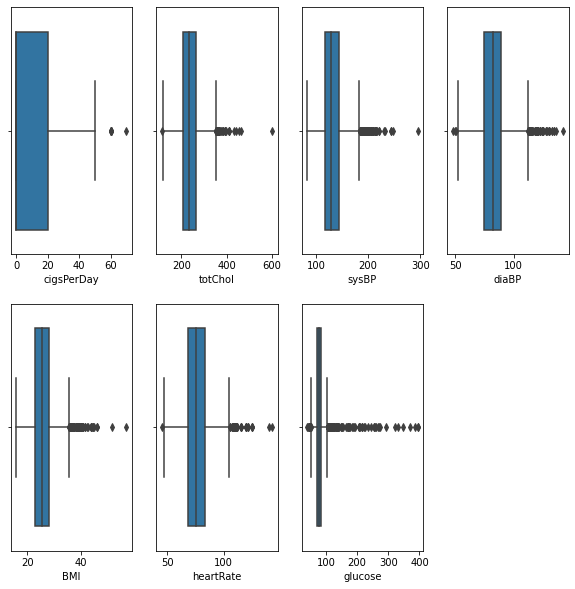 0 20 40 60
cigsPerDay
200 400 600
totChol
100 200 300
sysBP
50 100
diaBP
20 40
BMI
50 100
heartRate
100 200 300 400
glucose